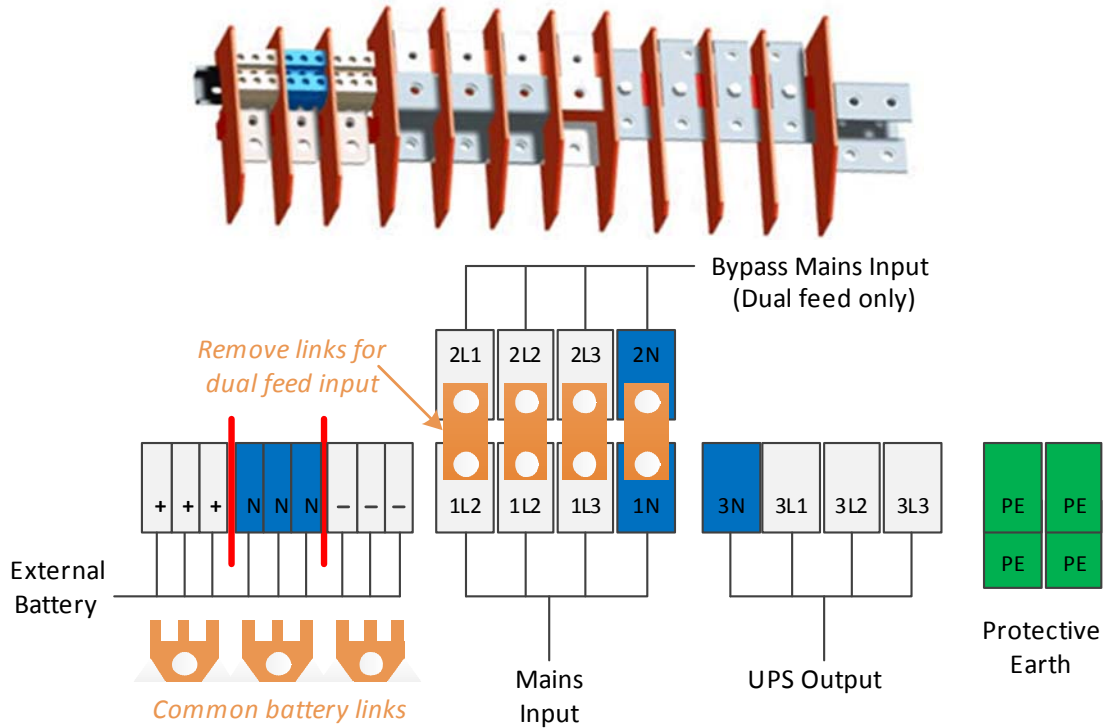 Bypass Mains Input
(Dual feed only)
Remove links for
dual feed input
2L1 2L2 2L3 2N
+ + + N N N – – –
1L2 1L2 1L3 1N
3N 3L1 3L2 3L3
PE PE
PE PE
External
Battery
Common battery links
Mains
Input
UPS Output
Protective
Earth